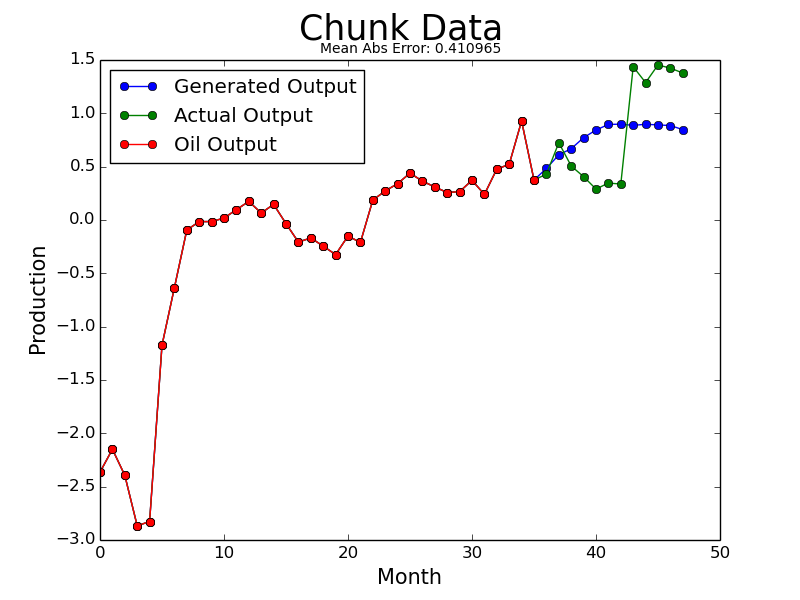 Chunk Data
Mean Abs Error: 0.410965
Generated Output
Actual Output
Oil Output
1.5
1.0
0.5
0.0
−0.5
−1.0
−1.5
−2.0
−2.5
−3.0
Production
0 10 20 30 40 50
Month